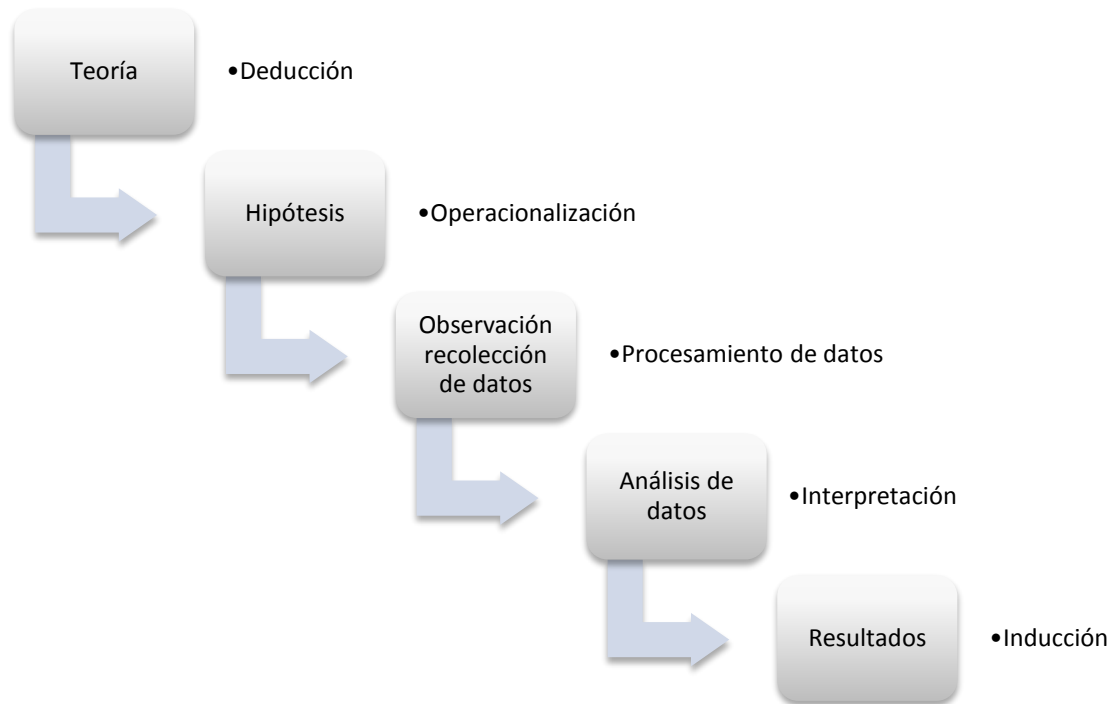 Teoría
•Deducción
Hipótesis
•Operacionalización
Observación
recolección
de datos
•Procesamiento de datos
Análisis de
datos
•Interpretación
Resultados
•Inducción